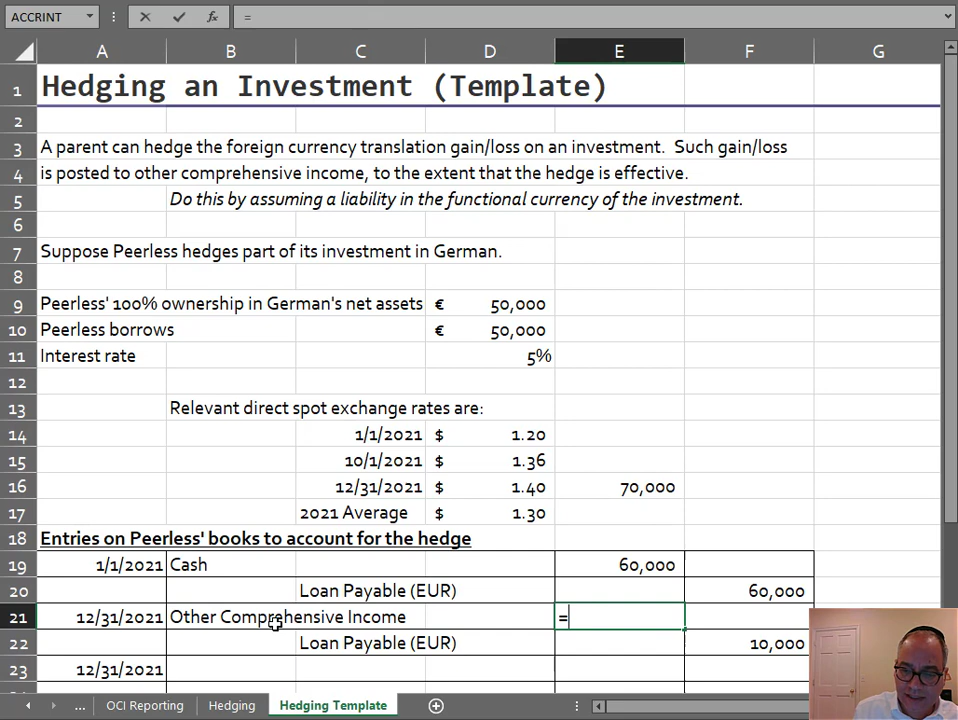 ACCRINT
=
A B C D E F G
1 Hedging an Investment (Template)
2
3 A parent can hedge the foreign currency translation gain/loss on an investment. Such gain/loss
4 is posted to other comprehensive income, to the extent that the hedge is effective.
5 Do this by assuming a liability in the functional currency of the investment.
6
7 Suppose Peerless hedges part of its investment in German.
8
9 Peerless' 100% ownership in German's net assets € 50,000
10 Peerless borrows € 50,000
11 Interest rate 5%
12
13 Relevant direct spot exchange rates are:
14 1/1/2021 $ 1.20
15 10/1/2021 $ 1.36
16 12/31/2021 $ 1.40 70,000
17 2021 Average $ 1.30
18 Entries on Peerless' books to account for the hedge
19 1/1/2021 Cash 60,000
20 Loan Payable (EUR) 60,000
21 12/31/2021 Other Comprehensive Income =
22 Loan Payable (EUR) 10,000
23 12/31/2021
... OCI Reporting Hedging Hedging Template